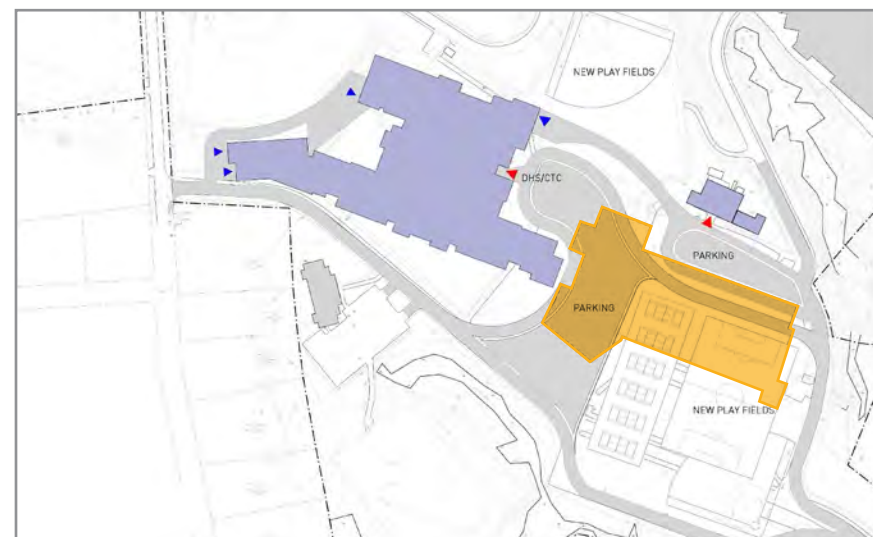 NEW PLAY FIELDS
DHS/CTC
PARKING
PARKING
NEW PLAY FIELDS